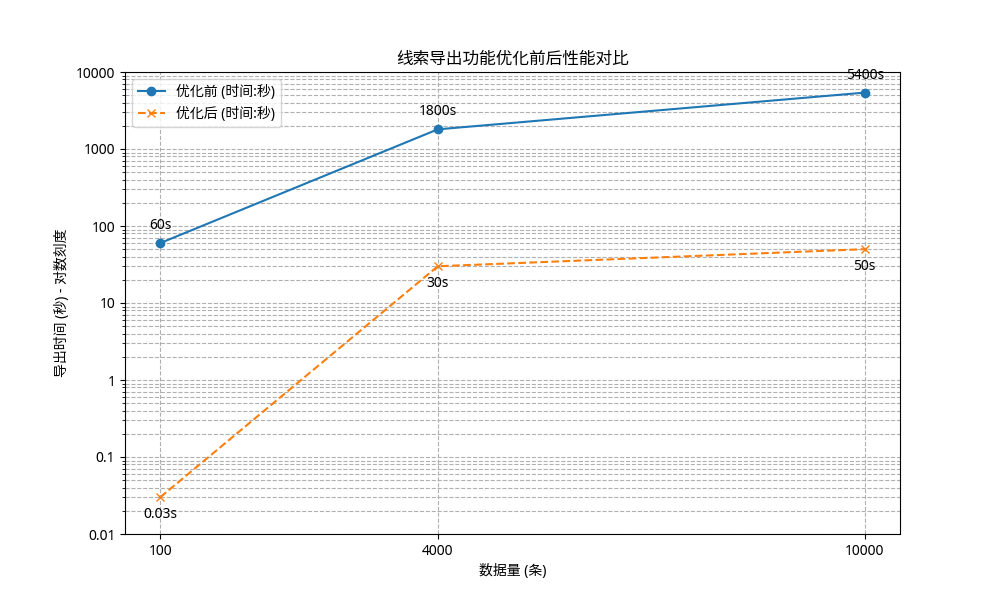 线索导出功能优化前后性能对比
优化前 (时间:秒)
优化后 (时间:秒)
导出时间 (秒) - 对数刻度
10000
1000
100
10
1
0.1
0.01
60s
1800s
5400s
0.03s
30s
50s
100
4000
10000
数据量 (条)